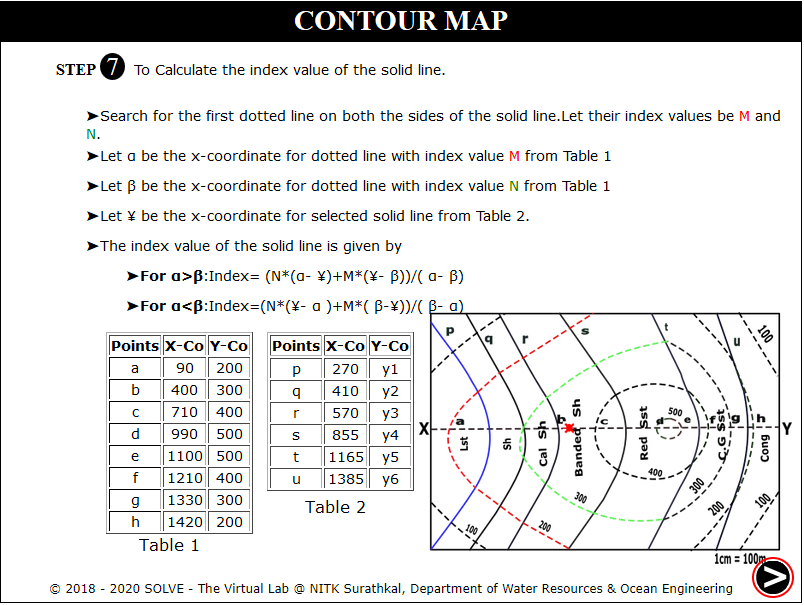 CONTOUR MAP
STEP 7 To Calculate the index value of the solid line.
➤Search for the first dotted line on both the sides of the solid line.Let their index values be M and
N.
➤Let α be the x-coordinate for dotted line with index value M from Table 1
➤Let β be the x-coordinate for dotted line with index value N from Table 1
➤Let ¥ be the x-coordinate for selected solid line from Table 2.
➤The index value of the solid line is given by
➤For α>β:Index= (N*(α- ¥)+M*(¥- β))/( α- β)
➤For α<β:Index=(N*(¥- α )+M*( β-¥))/( β- α)
Points X-Co Y-Co
a 90 200
b 400 300
c 710 400
d 990 500
e 1100 500
f 1210 400
g 1330 300
h 1420 200
Table 1
Points X-Co Y-Co
p 270 y1
q 410 y2
r 570 y3
s 855 y4
t 1165 y5
u 1385 y6
Table 2
p q r s t u 100
X a b c d 500 e f g h Y
Lst Sh Cal Sh Banded Sh Red Sst C.G Sst Cong
400
300 300
100 200 200 100
1cm = 100m
© 2018 - 2020 SOLVE - The Virtual Lab @ NITK Surathkal, Department of Water Resources & Ocean Engineering